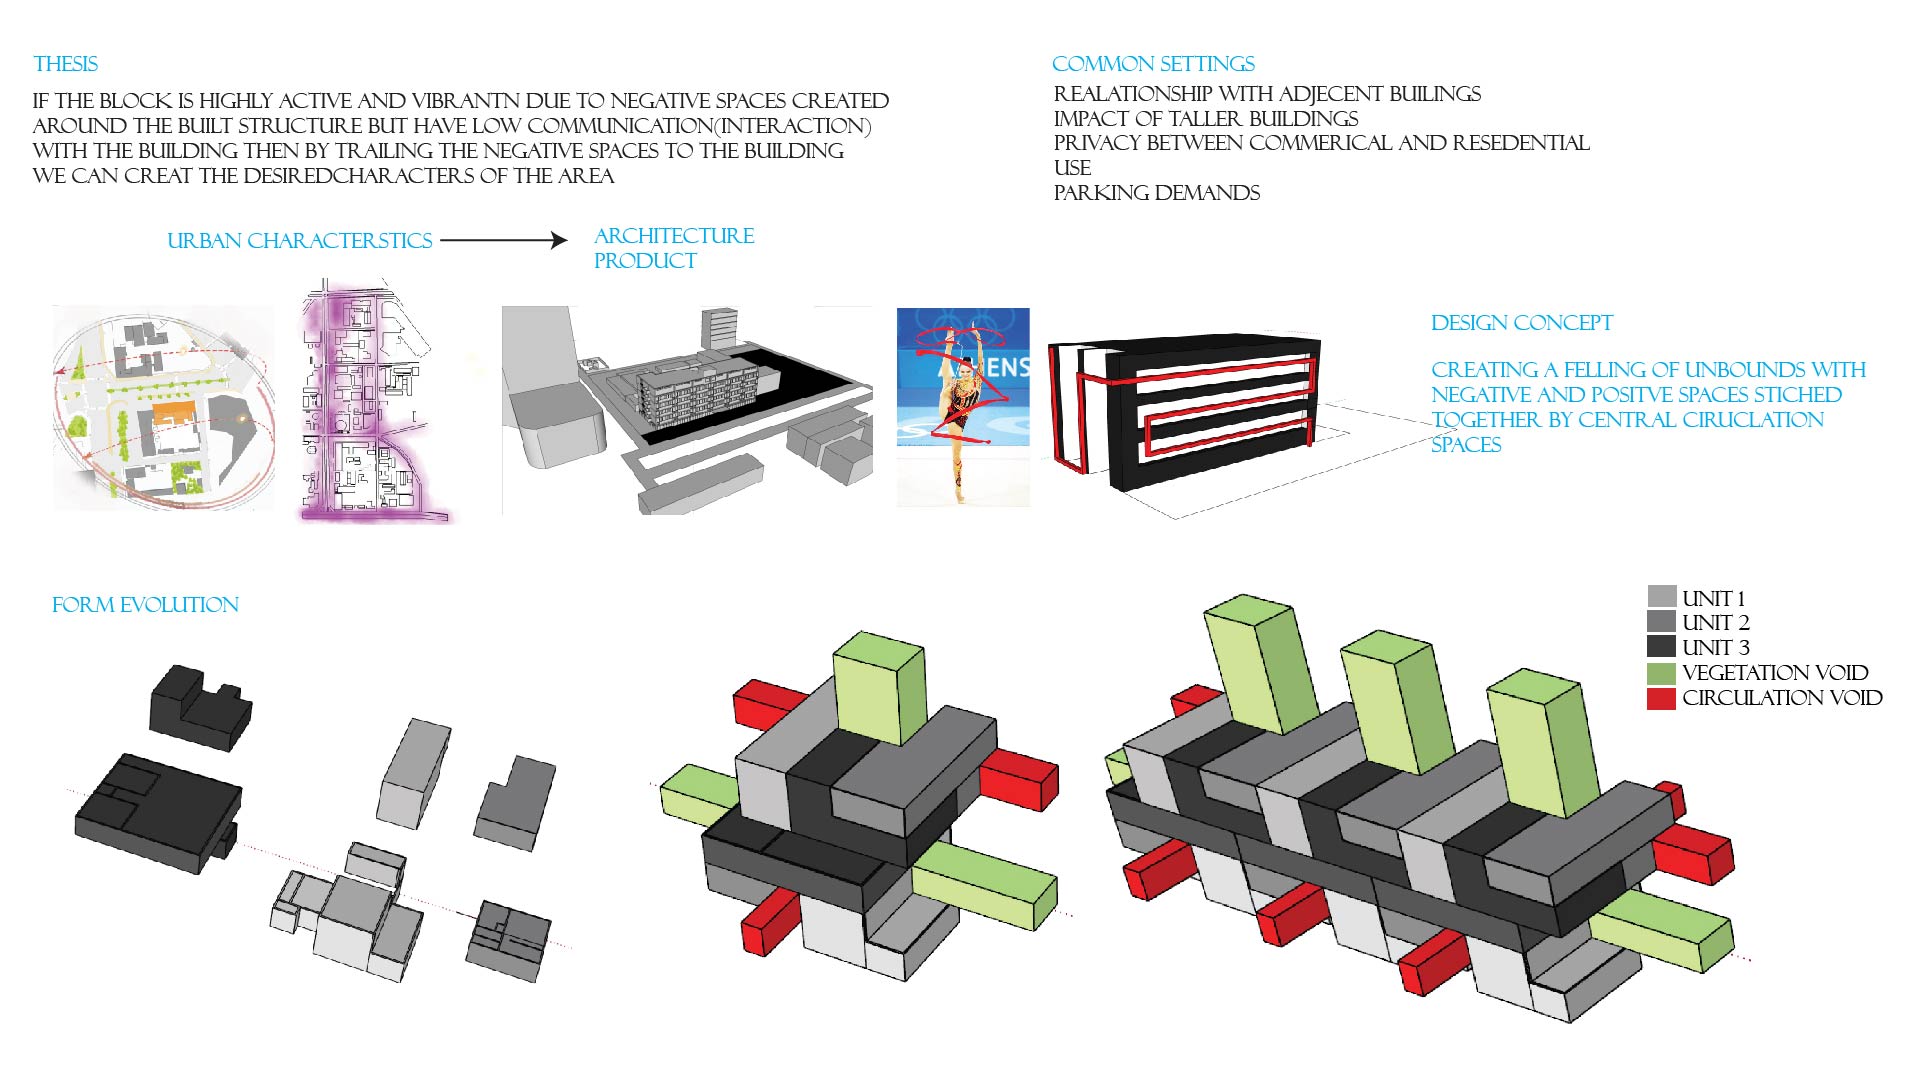 THESIS
IF THE BLOCK IS HIGHLY ACTIVE AND VIBRANTN DUE TO NEGATIVE SPACES CREATED
AROUND THE BUILT STRUCTURE BUT HAVE LOW COMMUNICATION(INTERACTION)
WITH THE BUILDING THEN BY TRAILING THE NEGATIVE SPACES TO THE BUILDING
WE CAN CREAT THE DESIREDCHARACTERS OF THE AREA
COMMON SETTINGS
REALATIONSHIP WITH ADJECENT BUILINGS
IMPACT OF TALLER BUILDINGS
PRIVACY BETWEEN COMMERICAL AND RESEDENTIAL
USE
PARKING DEMANDS
URBAN CHARACTERSTICS
ARCHITECTURE
PRODUCT
AHENS
DESIGN CONCEPT
CREATING A FELLING OF UNBOUNDS WITH
NEGATIVE AND POSITVE SPACES STICHED
TOGETHER BY CENTRAL CIRUCLATION
SPACES
FORM EVOLUTION
UNIT 1
UNIT 2
UNIT 3
VEGETATION VOID
CIRCULATION VOID